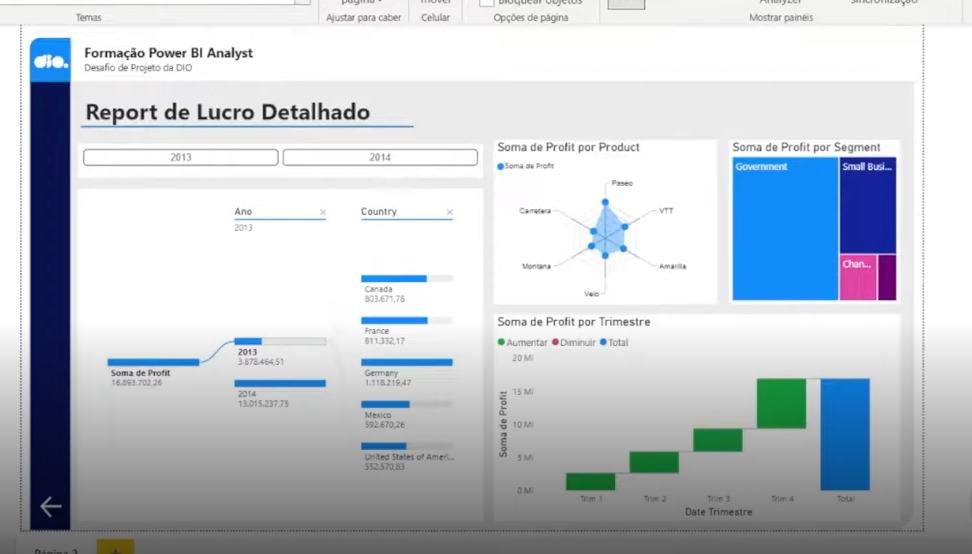 Temas
página
Ajustar para caber
mover
Celular
Bloquear objetos
Opções de página
Analyzer
sincronização
Mostrar painéis
dio.
Formação Power BI Analyst
Desafio de Projeto da DIO
Report de Lucro Detalhado
2013
2014
Ano
×
2013
Country
×
Soma de Profit
16.893.702,26
2013
3.878.464,51
2014
13.015.237,75
Canada
803.671,76
France
811.332,17
Germany
1.118.219,47
Mexico
592.670,26
United States of Ameri...
552.570,83
Soma de Profit por Product
Soma de Profit
Paseo
VTT
Amarilla
Velo
Montana
Carretera
Soma de Profit por Segment
Government
Small Busi...
Chan...
Soma de Profit por Trimestre
Aumentar
Diminuir
Total
Soma de Profit
20 Mi
15 Mi
10 Mi
5 Mi
0 Mi
Trim 1
Trim 2
Trim 3
Trim 4
Total
Date Trimestre
Página 2